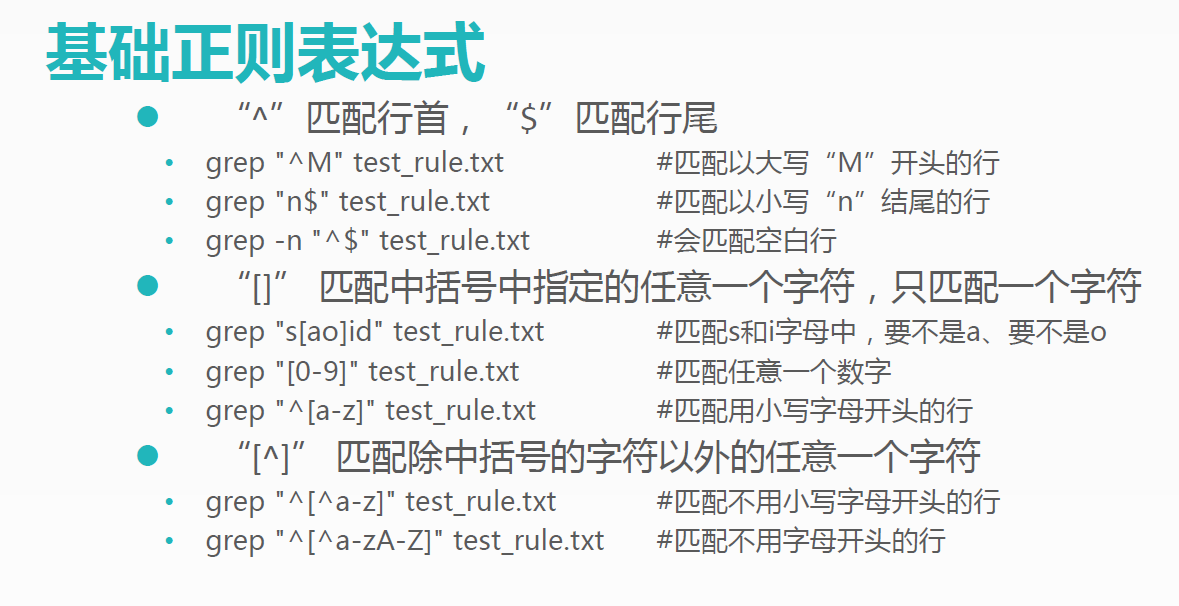 基础正则表达式
“^” 匹配行首，“$” 匹配行尾
grep "^M" test_rule.txt #匹配以大写“M”开头的行
grep "n$" test_rule.txt #匹配以小写“n”结尾的行
grep -n "^$" test_rule.txt #会匹配空白行
“[]” 匹配中括号中指定的任意一个字符，只匹配一个字符
grep "s[ao]id" test_rule.txt #匹配s和i字母中，要不是a、要不是o
grep "[0-9]" test_rule.txt #匹配任意一个数字
grep "^[a-z]" test_rule.txt #匹配用小写字母开头的行
“[^]” 匹配除中括号的字符以外的任意一个字符
grep "^[^a-z]" test_rule.txt #匹配不用小写字母开头的行
grep "^[^a-zA-Z]" test_rule.txt #匹配不用字母开头的行